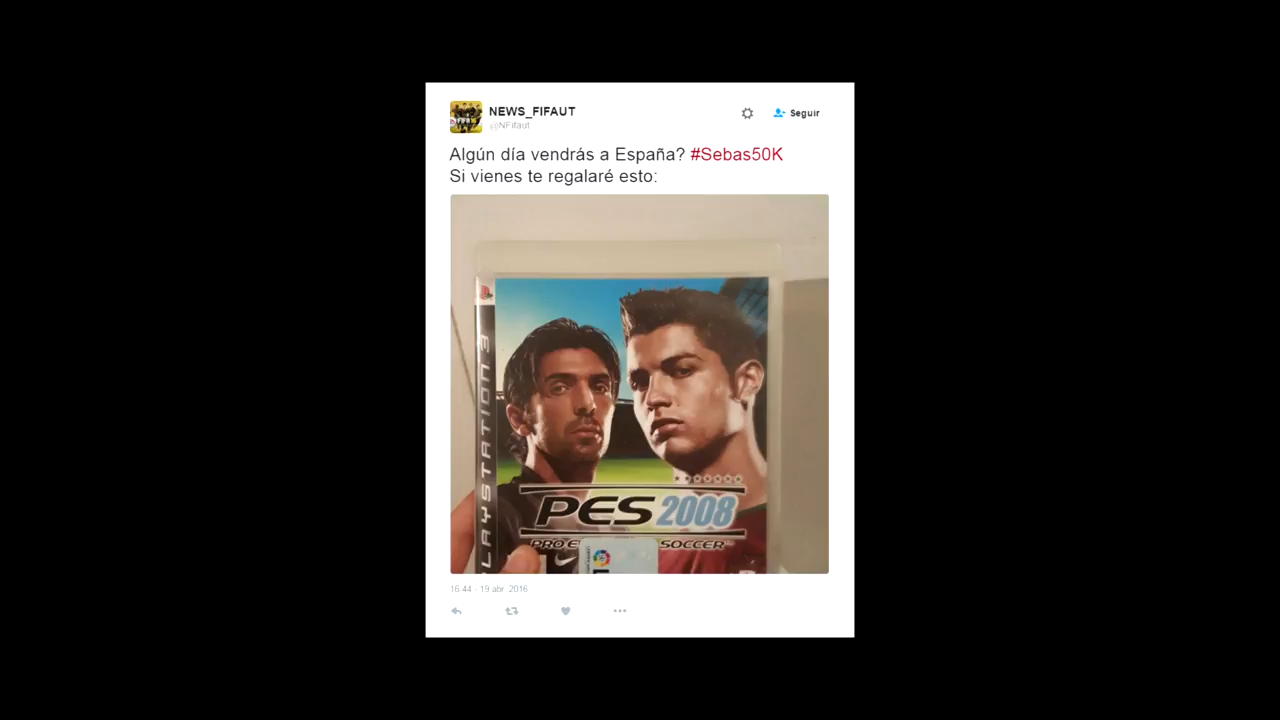 NEWS_FIFAUT
@NFifaut
Seguir
Algún día vendrás a España? #Sebas50K
Si vienes te regalaré esto:
PLAYSTATION 3
PES 2008
PRO E SOCCER
16:44 - 19 abr. 2016